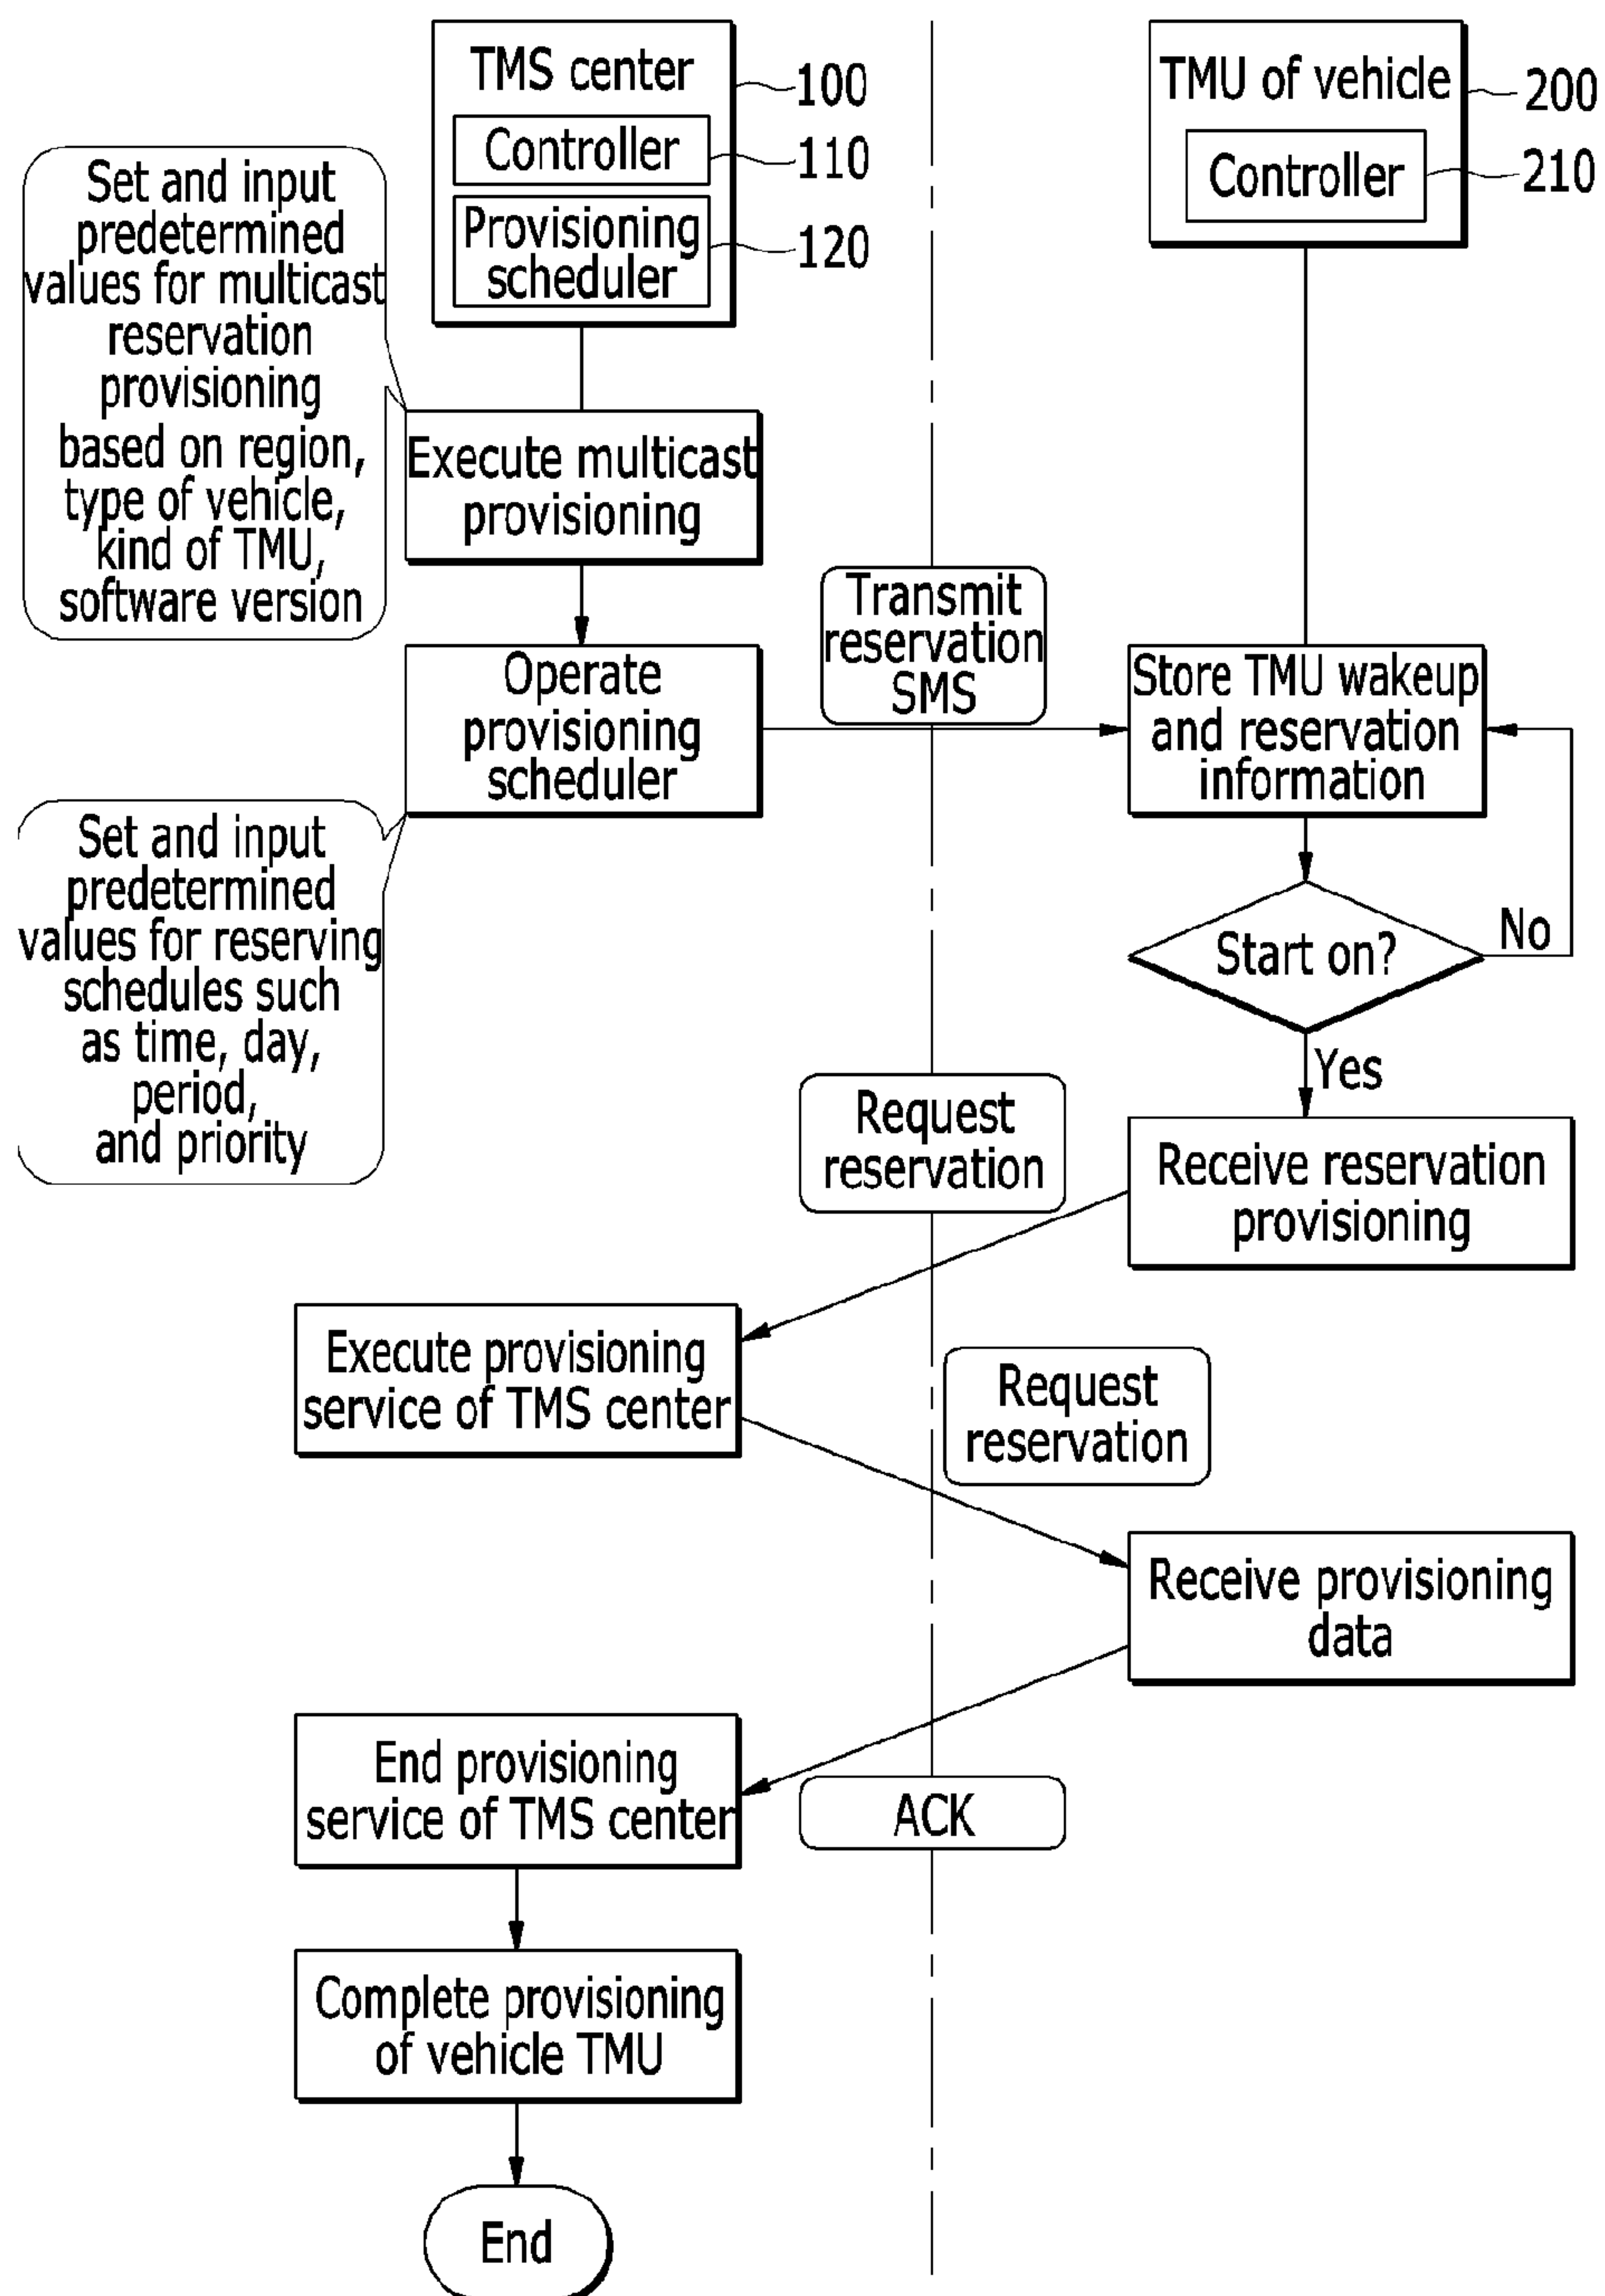 TMS center
100
Controller
110
Provisioning
scheduler
120
TMU of vehicle
200
Controller
210
Set and input
predetermined
values for multicast
reservation
provisioning
based on region,
type of vehicle,
kind of TMU,
software version
Execute multicast
provisioning
Operate
provisioning
scheduler
Transmit
reservation
SMS
Store TMU wakeup
and reservation
information
Set and input
predetermined
values for reserving
schedules such
as time, day,
period,
and priority
Start on?
No
Yes
Request
reservation
Receive reservation
provisioning
Execute provisioning
service of TMS center
Request
reservation
Receive provisioning
data
End provisioning
service of TMS center
ACK
Complete provisioning
of vehicle TMU
End